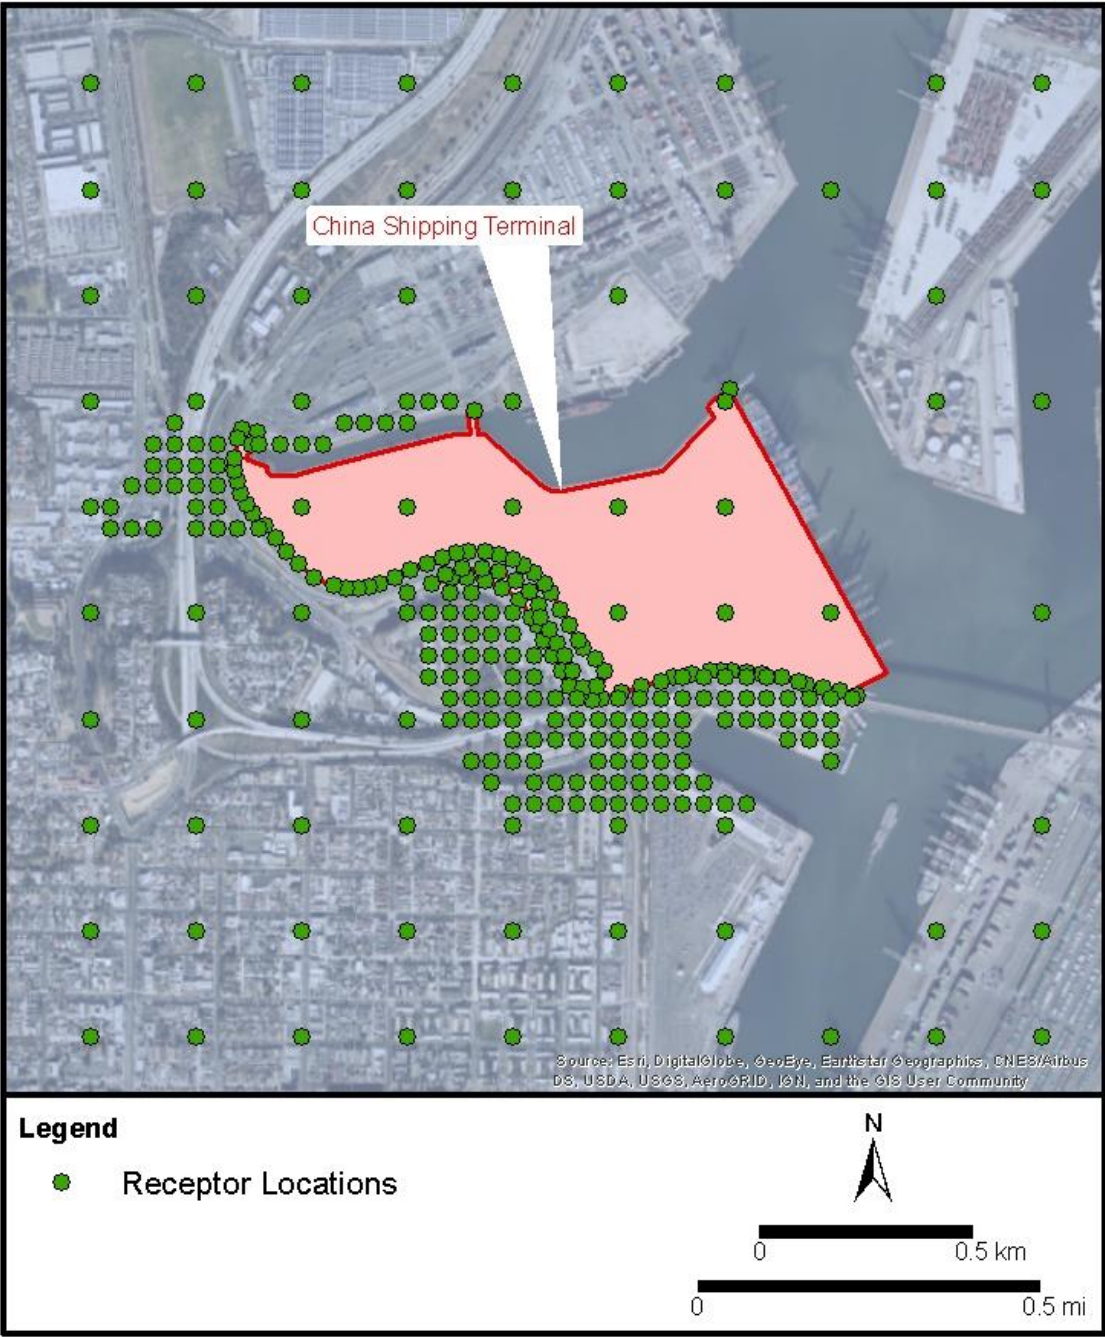 China Shipping Terminal
Source: Esri, DigitalGlobe, GeoEye, Earthstar Geographics, CNES/Airbus
DS, USDA, USGS, AeroGRID, IGN, and the GIS User Community
Legend
Receptor Locations
N
0 0.5 km
0 0.5 mi